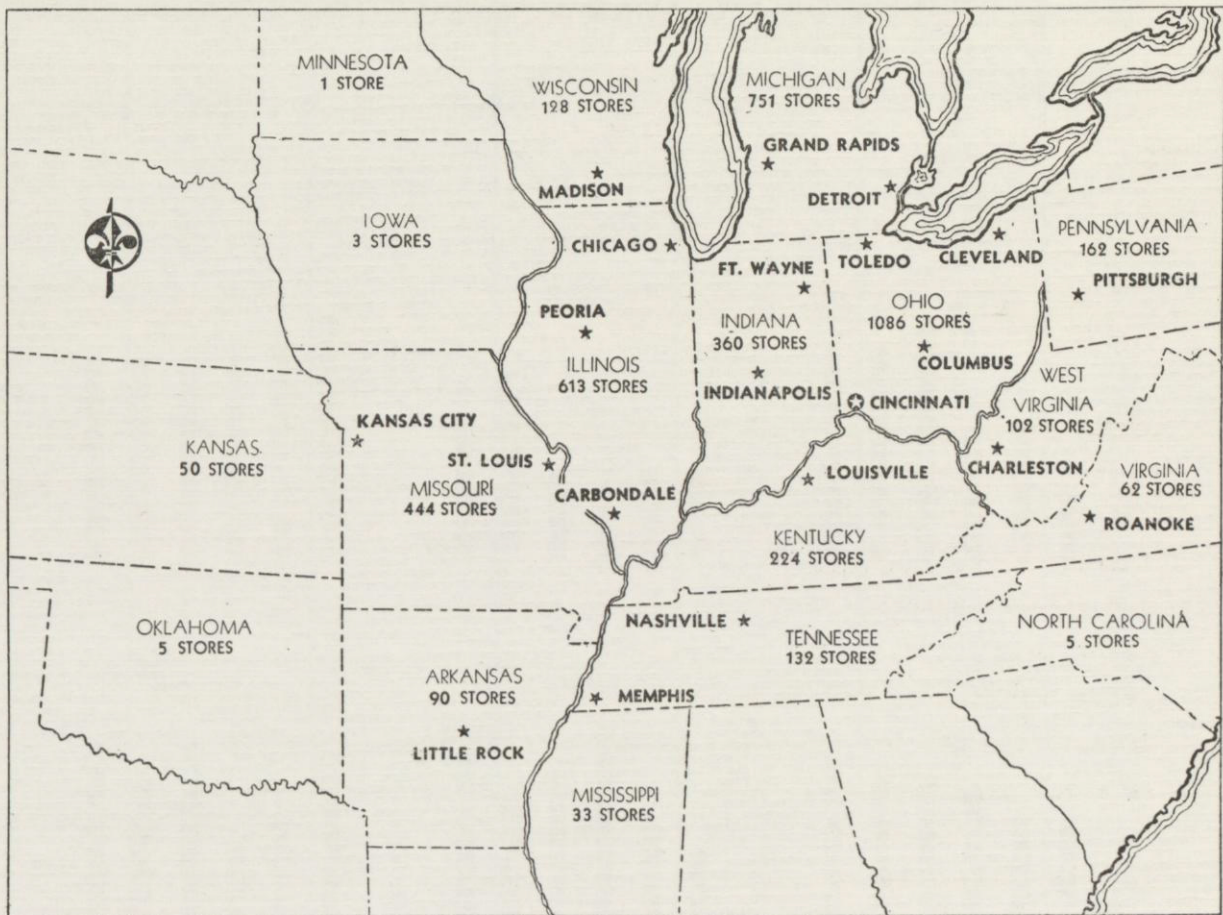 MINNESOTA
1 STORE
WISCONSIN
128 STORES
MICHIGAN
751 STORES
GRAND RAPIDS
MADISON
DETROIT
IOWA
3 STORES
CHICAGO
FT. WAYNE
TOLEDO
CLEVELAND
PENNSYLVANIA
162 STORES
PITTSBURGH
PEORIA
ILLINOIS
613 STORES
INDIANA
360 STORES
INDIANAPOLIS
OHIO
1086 STORES
COLUMBUS
CINCINNATI
WEST
VIRGINIA
102 STORES
CHARLESTON
KANSAS
50 STORES
KANSAS CITY
ST. LOUIS
MISSOURI
444 STORES
CARBONDALE
LOUISVILLE
VIRGINIA
62 STORES
ROANOKE
KENTUCKY
224 STORES
OKLAHOMA
5 STORES
NASHVILLE
TENNESSEE
132 STORES
NORTH CAROLINA
5 STORES
ARKANSAS
90 STORES
MEMPHIS
LITTLE ROCK
MISSISSIPPI
33 STORES